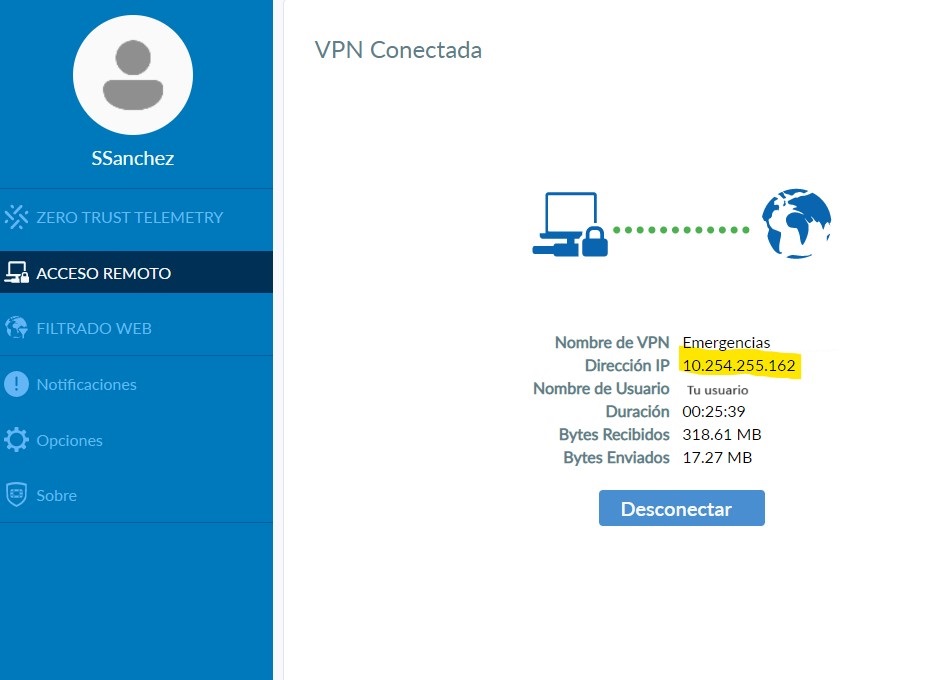 SSanchez
ZERO TRUST TELEMETRY
ACCESO REMOTO
FILTRADO WEB
Notificaciones
Opciones
Sobre
VPN Conectada
Nombre de VPN Emergencias
Dirección IP 10.254.255.162
Nombre de Usuario Tu usuario
Duración 00:25:39
Bytes Recibidos 318.61 MB
Bytes Enviados 17.27 MB
Desconectar